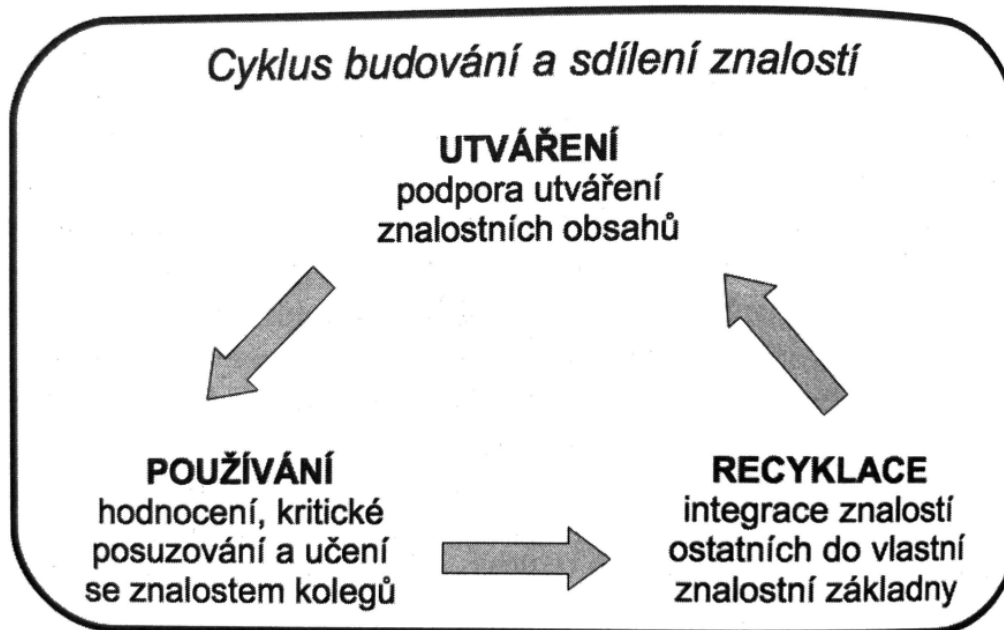 Cyklus budování a sdílení znalostí
UTVÁŘENÍ
podpora utváření
znalostních obsahů
POUŽÍVÁNÍ
hodnocení, kritické
posuzování a učení
se znalostem kolegů
RECYKLACE
integrace znalostí
ostatních do vlastní
znalostní základny